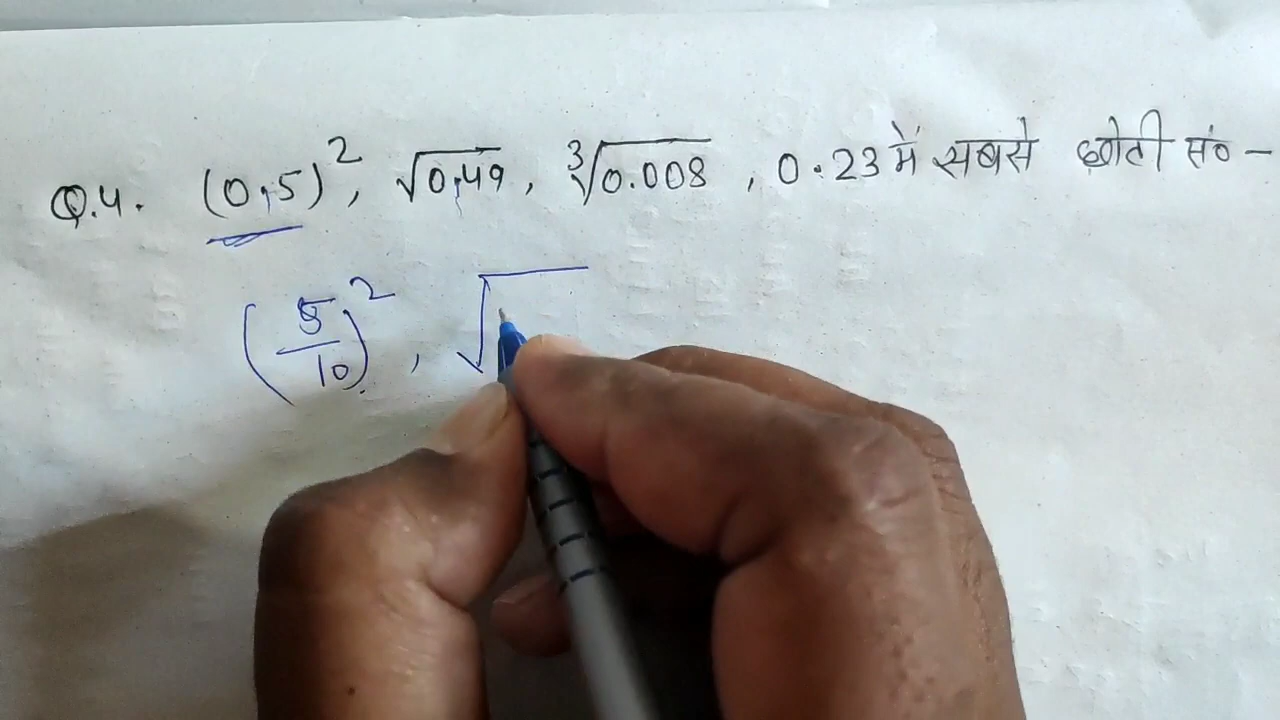 Q.4. (0.5)², √0.49, ∛0.008, 0.23 में सबसे छोटी सं० –
(5/10)², √